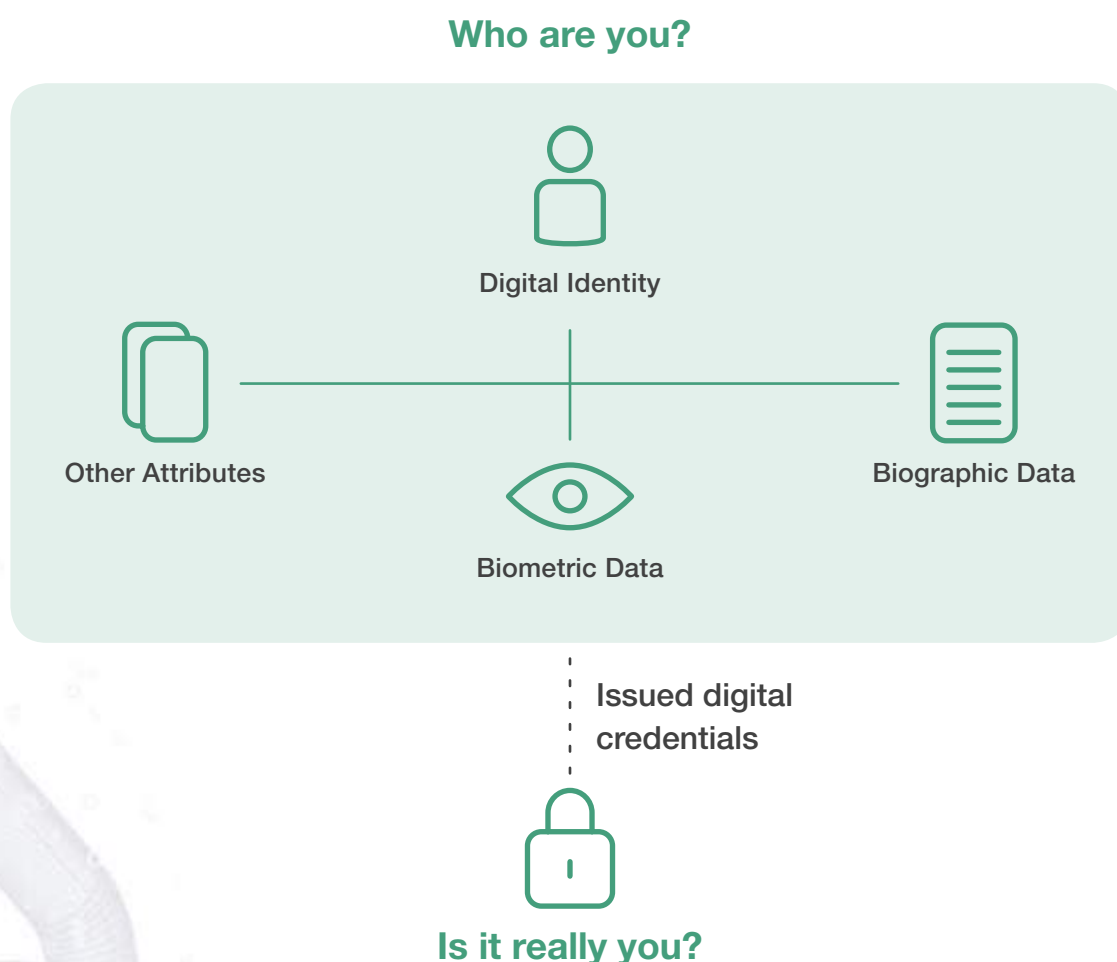 Who are you?
Digital Identity
Other Attributes
Biographic Data
Biometric Data
Issued digital
credentials
Is it really you?